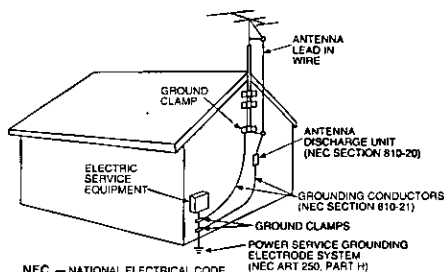 ANTENNA
LEAD IN
WIRE
GROUND
CLAMP
ANTENNA
DISCHARGE UNIT
(NEC SECTION 810-20)
ELECTRIC
SERVICE
EQUIPMENT
GROUNDING CONDUCTORS
(NEC SECTION 810-21)
GROUND CLAMPS
POWER SERVICE GROUNDING
ELECTRODE SYSTEM
(NEC ART 250, PART H)
NEC — NATIONAL ELECTRICAL CODE